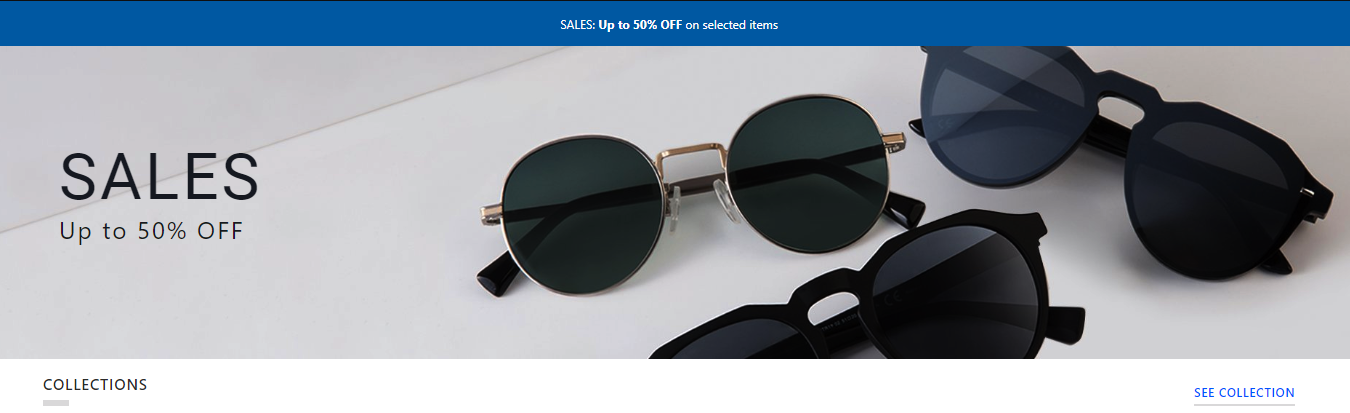 SALES: Up to 50% OFF on selected items
SALES
Up to 50% OFF
COLLECTIONS
SEE COLLECTION